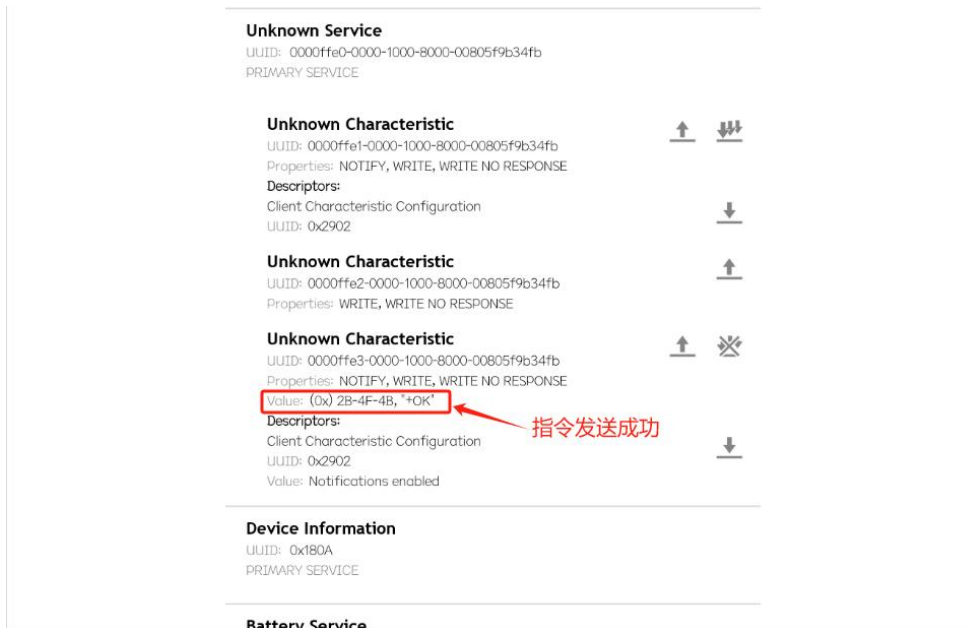 Unknown Service
UUID: 0000ffe0-0000-1000-8000-00805f9b34fb
PRIMARY SERVICE
Unknown Characteristic
UUID: 0000ffe1-0000-1000-8000-00805f9b34fb
Properties: NOTIFY, WRITE, WRITE NO RESPONSE
Descriptors:
Client Characteristic Configuration
UUID: 0x2902
Unknown Characteristic
UUID: 0000ffe2-0000-1000-8000-00805f9b34fb
Properties: WRITE, WRITE NO RESPONSE
Unknown Characteristic
UUID: 0000ffe3-0000-1000-8000-00805f9b34fb
Properties: NOTIFY, WRITE, WRITE NO RESPONSE
Value: (0x) 2B-4F-4B, "+OK"
指令发送成功
Descriptors:
Client Characteristic Configuration
UUID: 0x2902
Value: Notifications enabled
Device Information
UUID: 0x180A
PRIMARY SERVICE
Battery Service